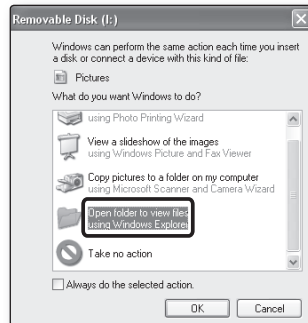 Removable Disk (I:)
Windows can perform the same action each time you insert
a disk or connect a device with this kind of file:
Pictures
What do you want Windows to do?
using Photo Printing Wizard
View a slideshow of the images
using Windows Picture and Fax Viewer
Copy pictures to a folder on my computer
using Microsoft Scanner and Camera Wizard
Open folder to view files
using Windows Explorer
Take no action
Always do the selected action.
OK
Cancel